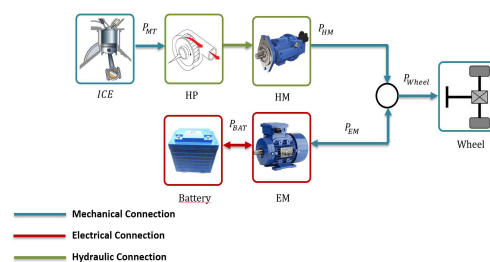 P_MT
P_HM
ICE
HP
HM
P_Wheel
Wheel
P_BAT
P_EM
Battery
EM
Mechanical Connection
Electrical Connection
Hydraulic Connection